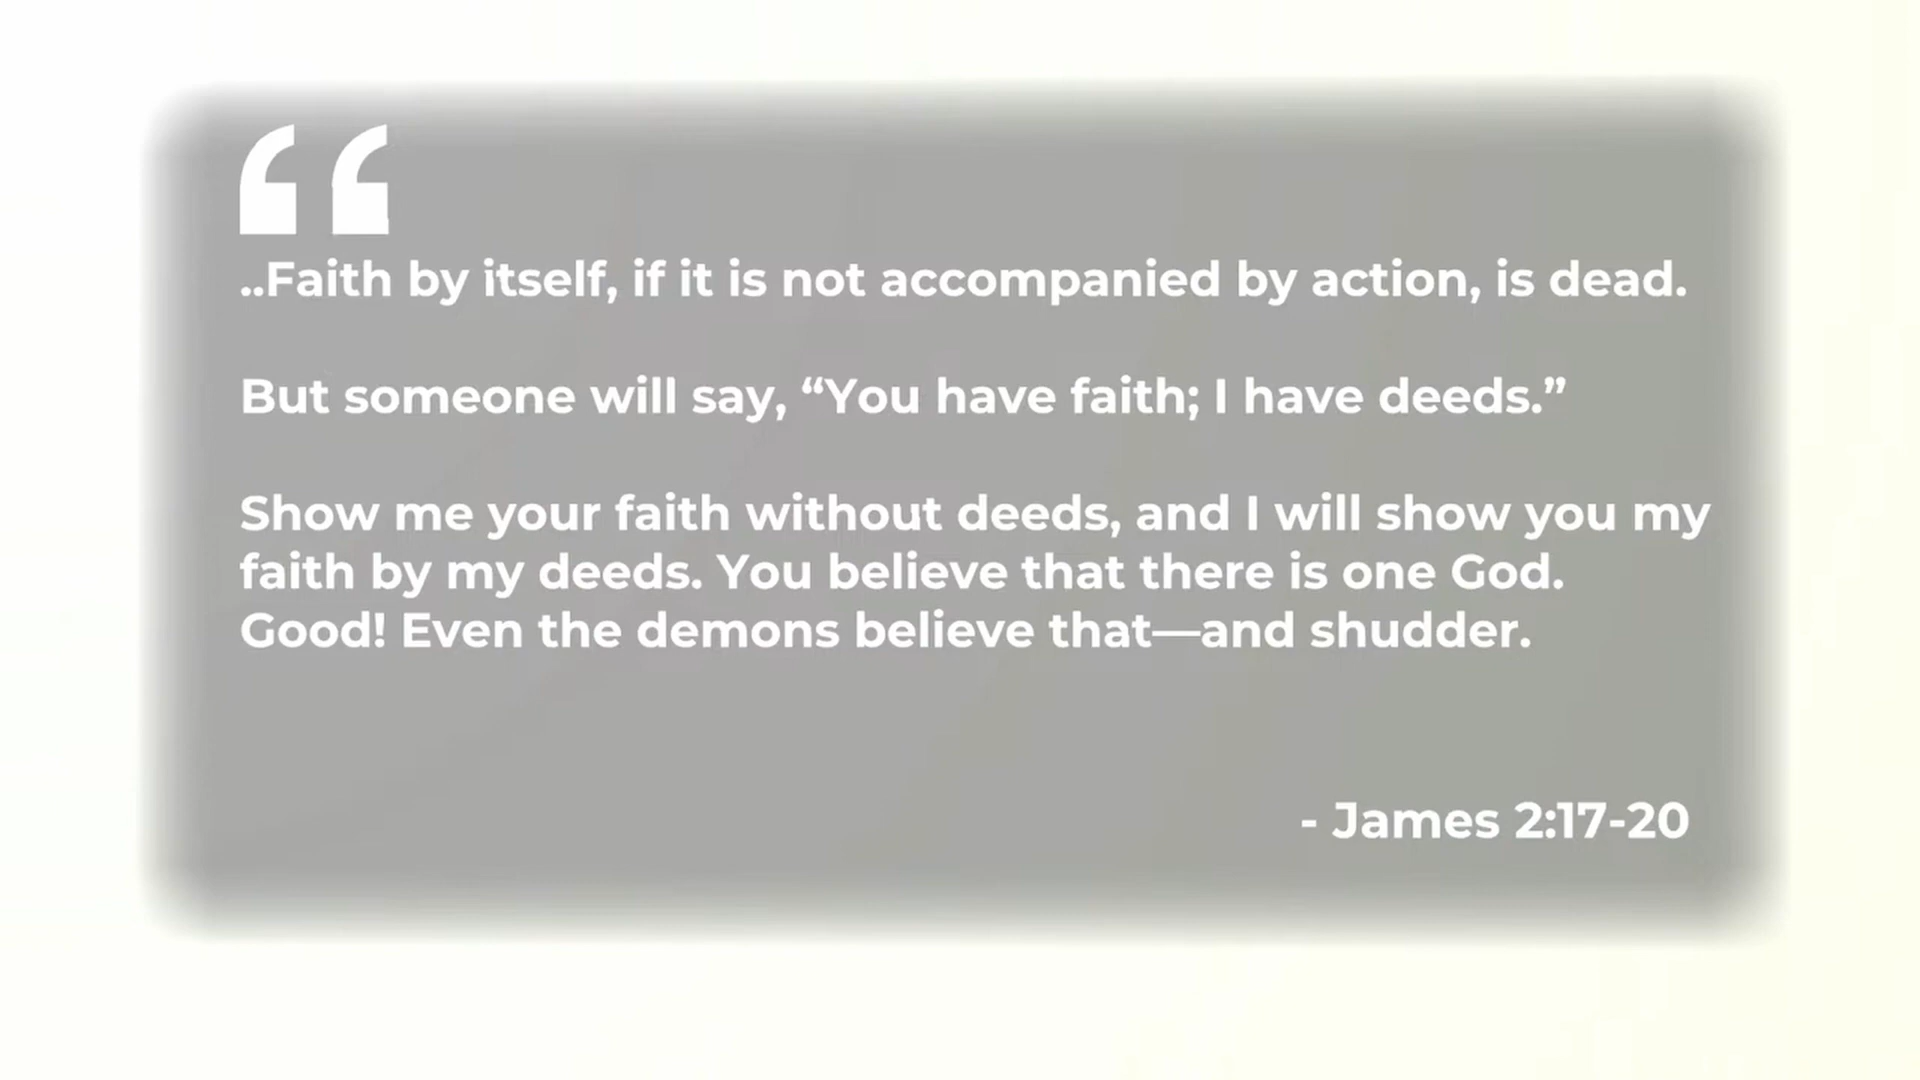 “
..Faith by itself, if it is not accompanied by action, is dead.
But someone will say, “You have faith; I have deeds.”
Show me your faith without deeds, and I will show you my
faith by my deeds. You believe that there is one God.
Good! Even the demons believe that—and shudder.
- James 2:17-20